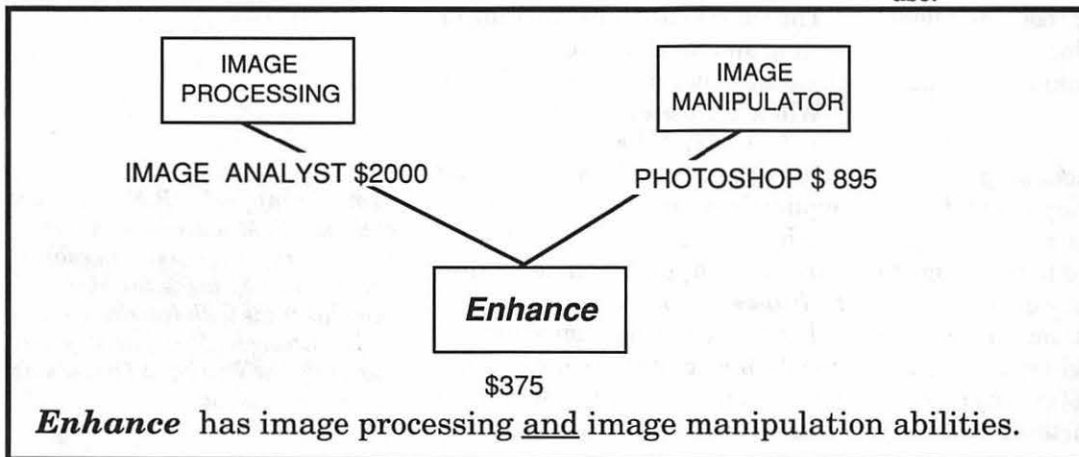 use.
IMAGE
PROCESSING
IMAGE
MANIPULATOR
IMAGE ANALYST $2000
PHOTOSHOP $ 895
Enhance
$375
Enhance has image processing and image manipulation abilities.